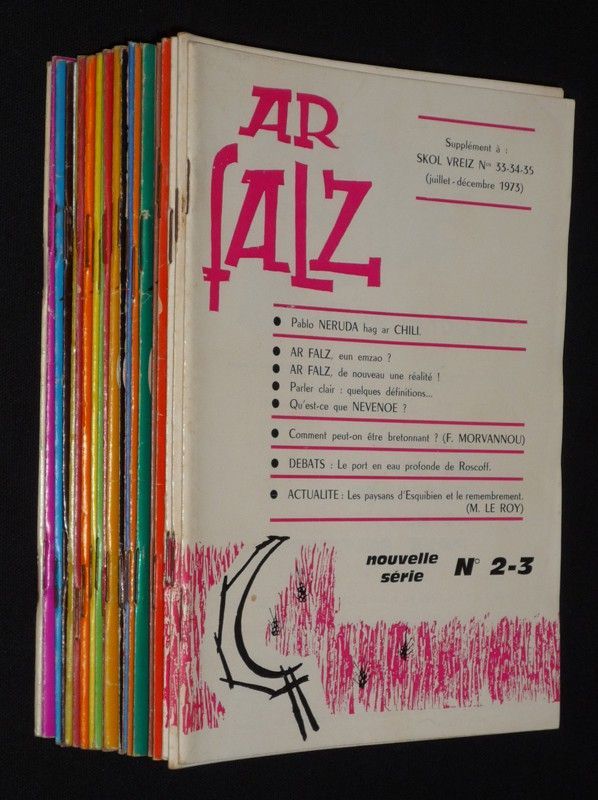 AR
FALZ
Supplément à :
SKOL VREIZ Nos 33-34-35
(juillet-décembre 1973)
● Pablo NERUDA hag ar CHILI.
● AR FALZ, eun emzao ?
● AR FALZ, de nouveau une réalité !
● Parler clair : quelques définitions...
● Qu'est-ce que NEVENOE ?
● Comment peut-on être bretonnant ? (F. MORVANNOU)
● DEBATS : Le port en eau profonde de Roscoff.
● ACTUALITE : Les paysans d'Esquibien et le remembrement.
(M. LE ROY)
nouvelle
série N° 2-3